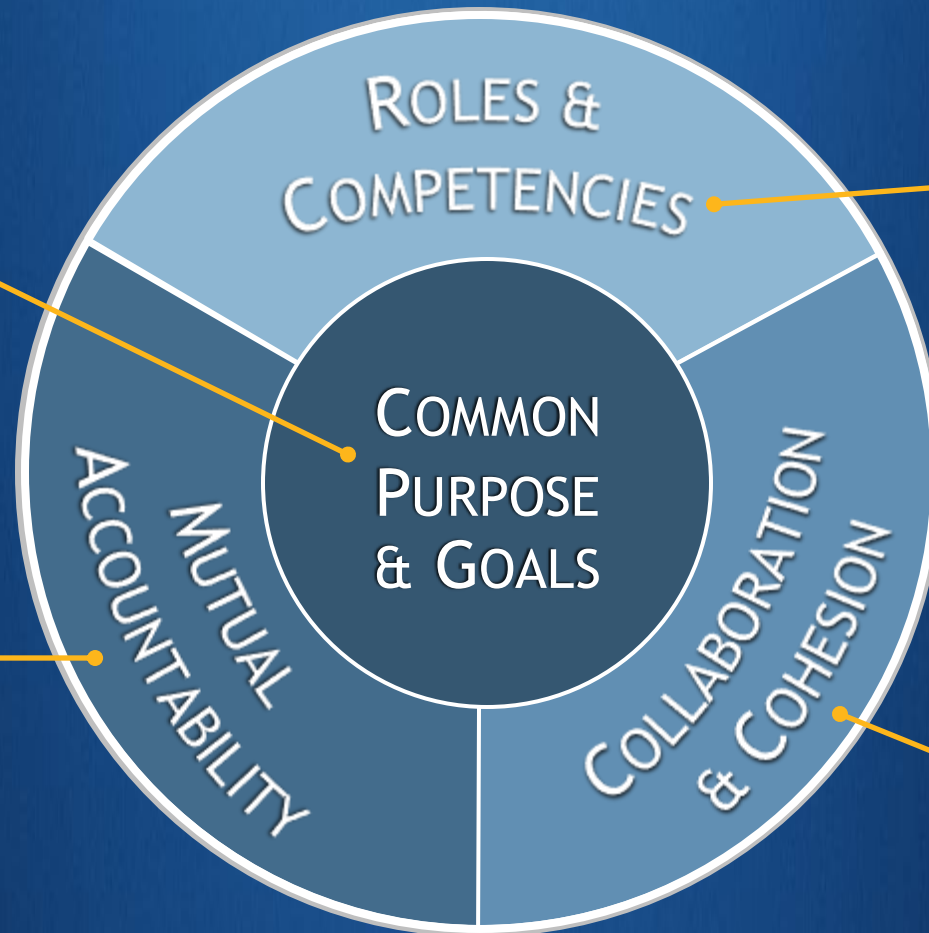 ROLES &
COMPETENCIES
COMMON
PURPOSE
& GOALS
MUTUAL
ACCOUNTABILITY
COLLABORATION
& COHESION